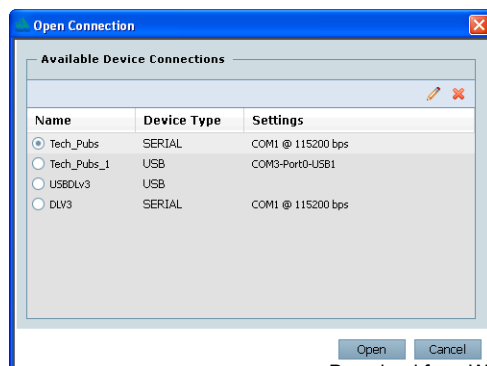 Open Connection
Available Device Connections
Name Device Type Settings
Tech_Pubs SERIAL COM1 @ 115200 bps
Tech_Pubs_1 USB COM3-Port0-USB1
USBDLv3 USB
DLV3 SERIAL COM1 @ 115200 bps
Open Cancel